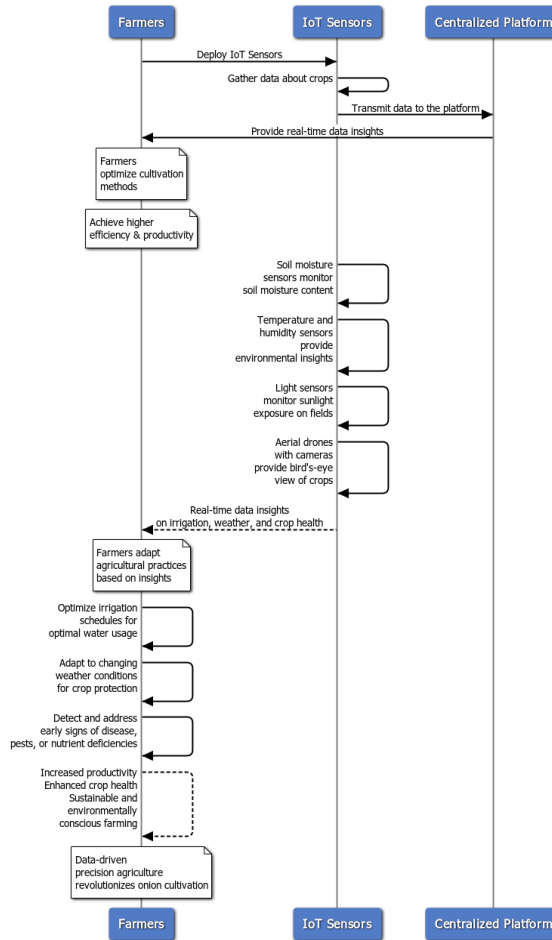 Farmers
IoT Sensors
Centralized Platform
Deploy IoT Sensors
Gather data about crops
Transmit data to the platform
Provide real-time data insights
Farmers
optimize cultivation
methods
Achieve higher
efficiency & productivity
Soil moisture
sensors monitor
soil moisture content
Temperature and
humidity sensors
provide
environmental insights
Light sensors
monitor sunlight
exposure on fields
Aerial drones
with cameras
provide bird's-eye
view of crops
Real-time data insights
on irrigation, weather, and crop health
Farmers adapt
agricultural practices
based on insights
Optimize irrigation
schedules for
optimal water usage
Adapt to changing
weather conditions
for crop protection
Detect and address
early signs of disease,
pests, or nutrient deficiencies
Increased productivity
Enhanced crop health
Sustainable and
environmentally
conscious farming
Data-driven
precision agriculture
revolutionizes onion cultivation
Farmers
IoT Sensors
Centralized Platform